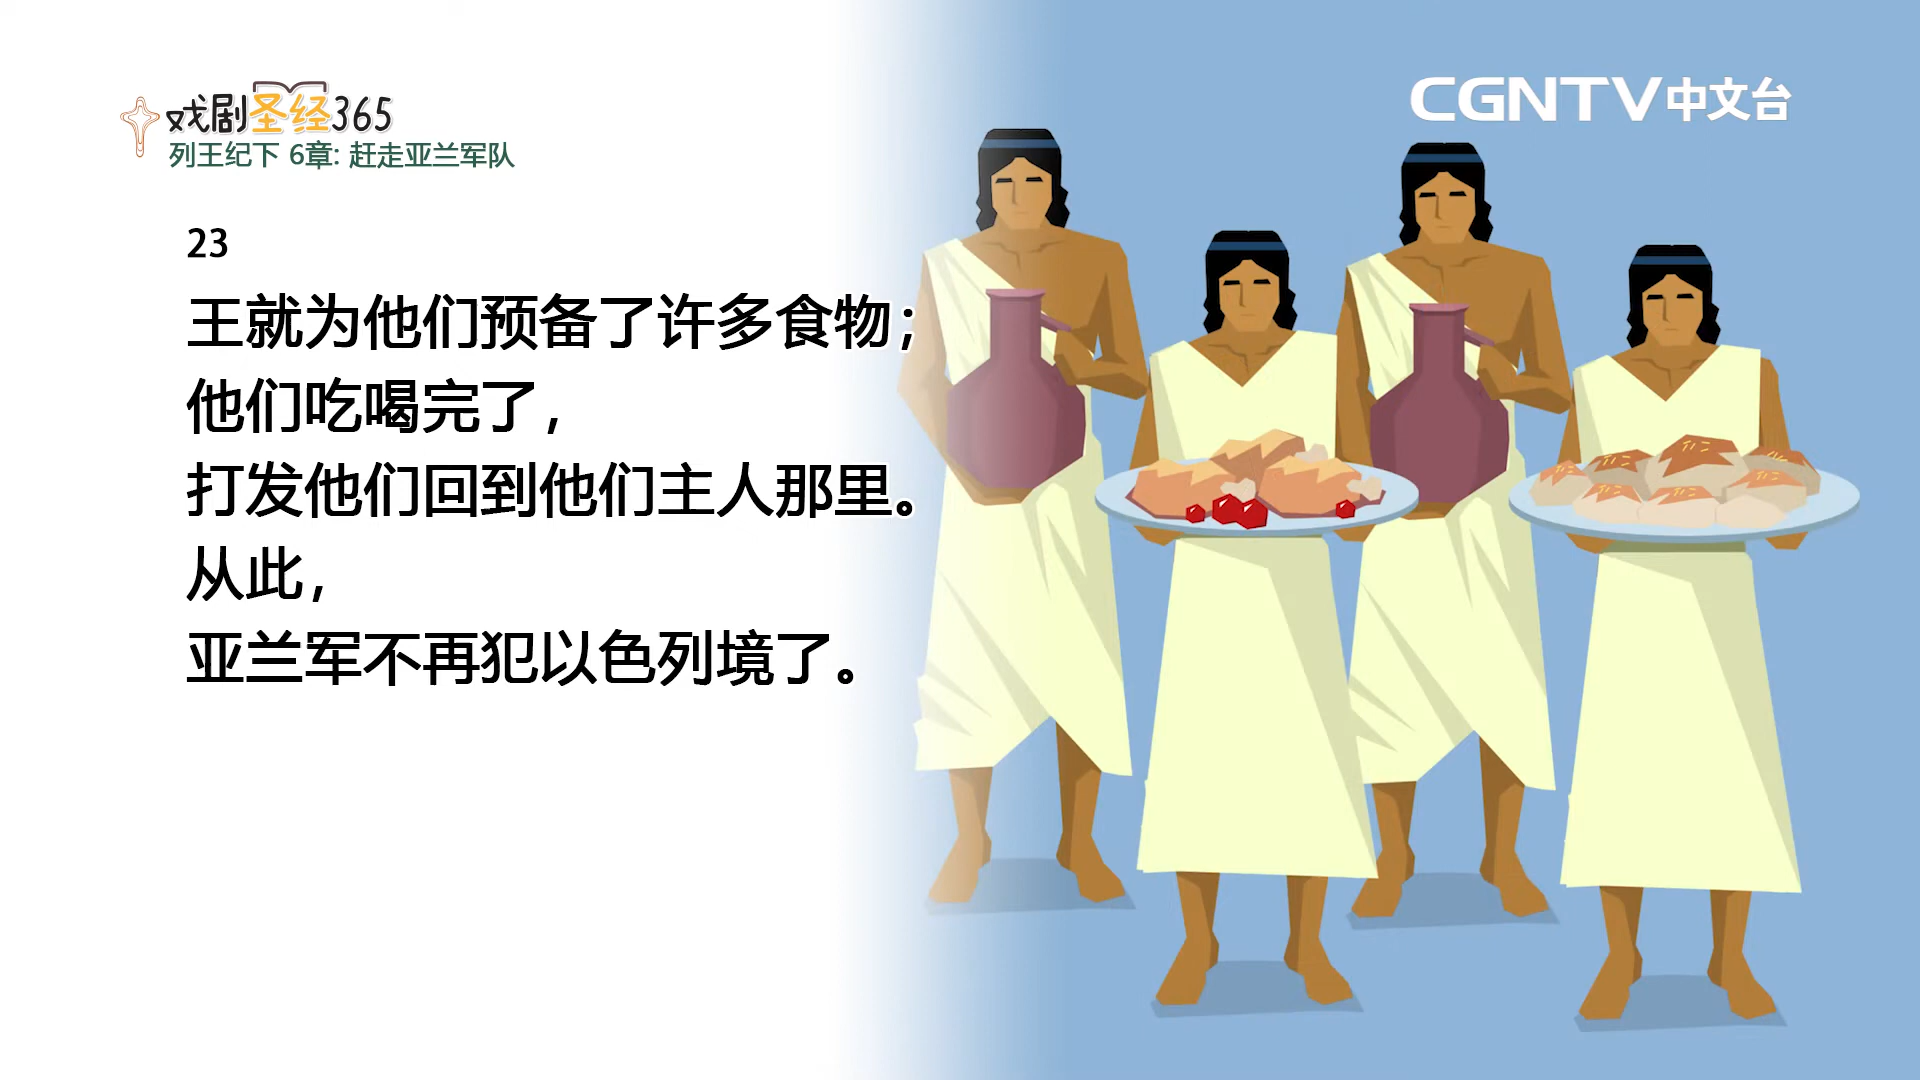 戏剧圣经365
CGNTV中文台
列王纪下 6章: 赶走亚兰军队
23
王就为他们预备了许多食物；
他们吃喝完了，
打发他们回到他们主人那里。
从此，
亚兰军不再犯以色列境了。